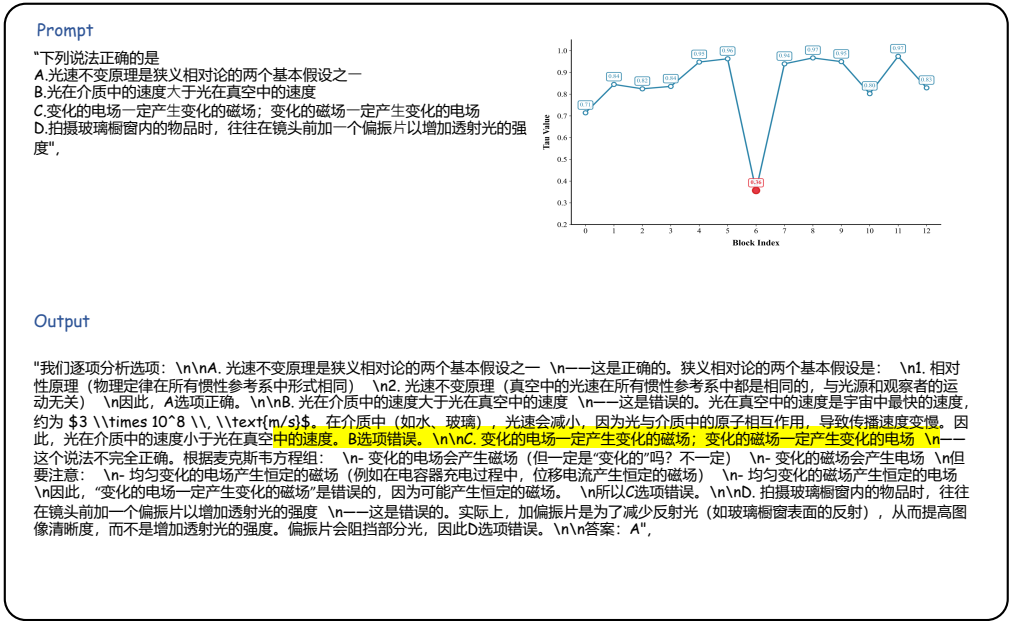 Prompt
“下列说法正确的是
A.光速不变原理是狭义相对论的两个基本假设之一
B.光在介质中的速度大于光在真空中的速度
C.变化的电场一定产生变化的磁场；变化的磁场一定产生变化的电场
D.拍摄玻璃橱窗内的物品时，往往在镜头前加一个偏振片以增加透射光的强
度",
1.0
0.9
0.8
0.7
0.6
0.5
0.4
0.3
0.2
Tau Value
0.71
0.84
0.82
0.84
0.95
0.96
0.36
0.94
0.97
0.95
0.80
0.97
0.83
0 1 2 3 4 5 6 7 8 9 10 11 12
Block Index
Output
"我们逐项分析选项：\n\nA. 光速不变原理是狭义相对论的两个基本假设之一 \n——这是正确的。狭义相对论的两个基本假设是： \n1. 相对
性原理（物理定律在所有惯性参考系中形式相同） \n2. 光速不变原理（真空中的光速在所有惯性参考系中都是相同的，与光源和观察者的运
动无关） \n因此，A选项正确。\n\nB. 光在介质中的速度大于光在真空中的速度 \n——这是错误的。光在真空中的速度是宇宙中最快的速度，
约为 $3 \\times 10^8 \\, \\text{m/s}$。在介质中（如水、玻璃），光速会减小，因为光与介质中的原子相互作用，导致传播速度变慢。因
此，光在介质中的速度小于光在真空中的速度。B选项错误。\n\nC. 变化的电场一定产生变化的磁场；变化的磁场一定产生变化的电场 \n——
这个说法不完全正确。根据麦克斯韦方程组： \n- 变化的电场会产生磁场（但一定是“变化的”吗？不一定） \n- 变化的磁场会产生电场 \n但
要注意： \n- 均匀变化的电场产生恒定的磁场（例如在电容器充电过程中，位移电流产生恒定的磁场） \n- 均匀变化的磁场产生恒定的电场
\n因此，“变化的电场一定产生变化的磁场”是错误的，因为可能产生恒定的磁场。 \n所以C选项错误。\n\nD. 拍摄玻璃橱窗内的物品时，往往
在镜头前加一个偏振片以增加透射光的强度 \n——这是错误的。实际上，加偏振片是为了减少反射光（如玻璃橱窗表面的反射），从而提高图
像清晰度，而不是增加透射光的强度。偏振片会阻挡部分光，因此D选项错误。\n\n答案：A",